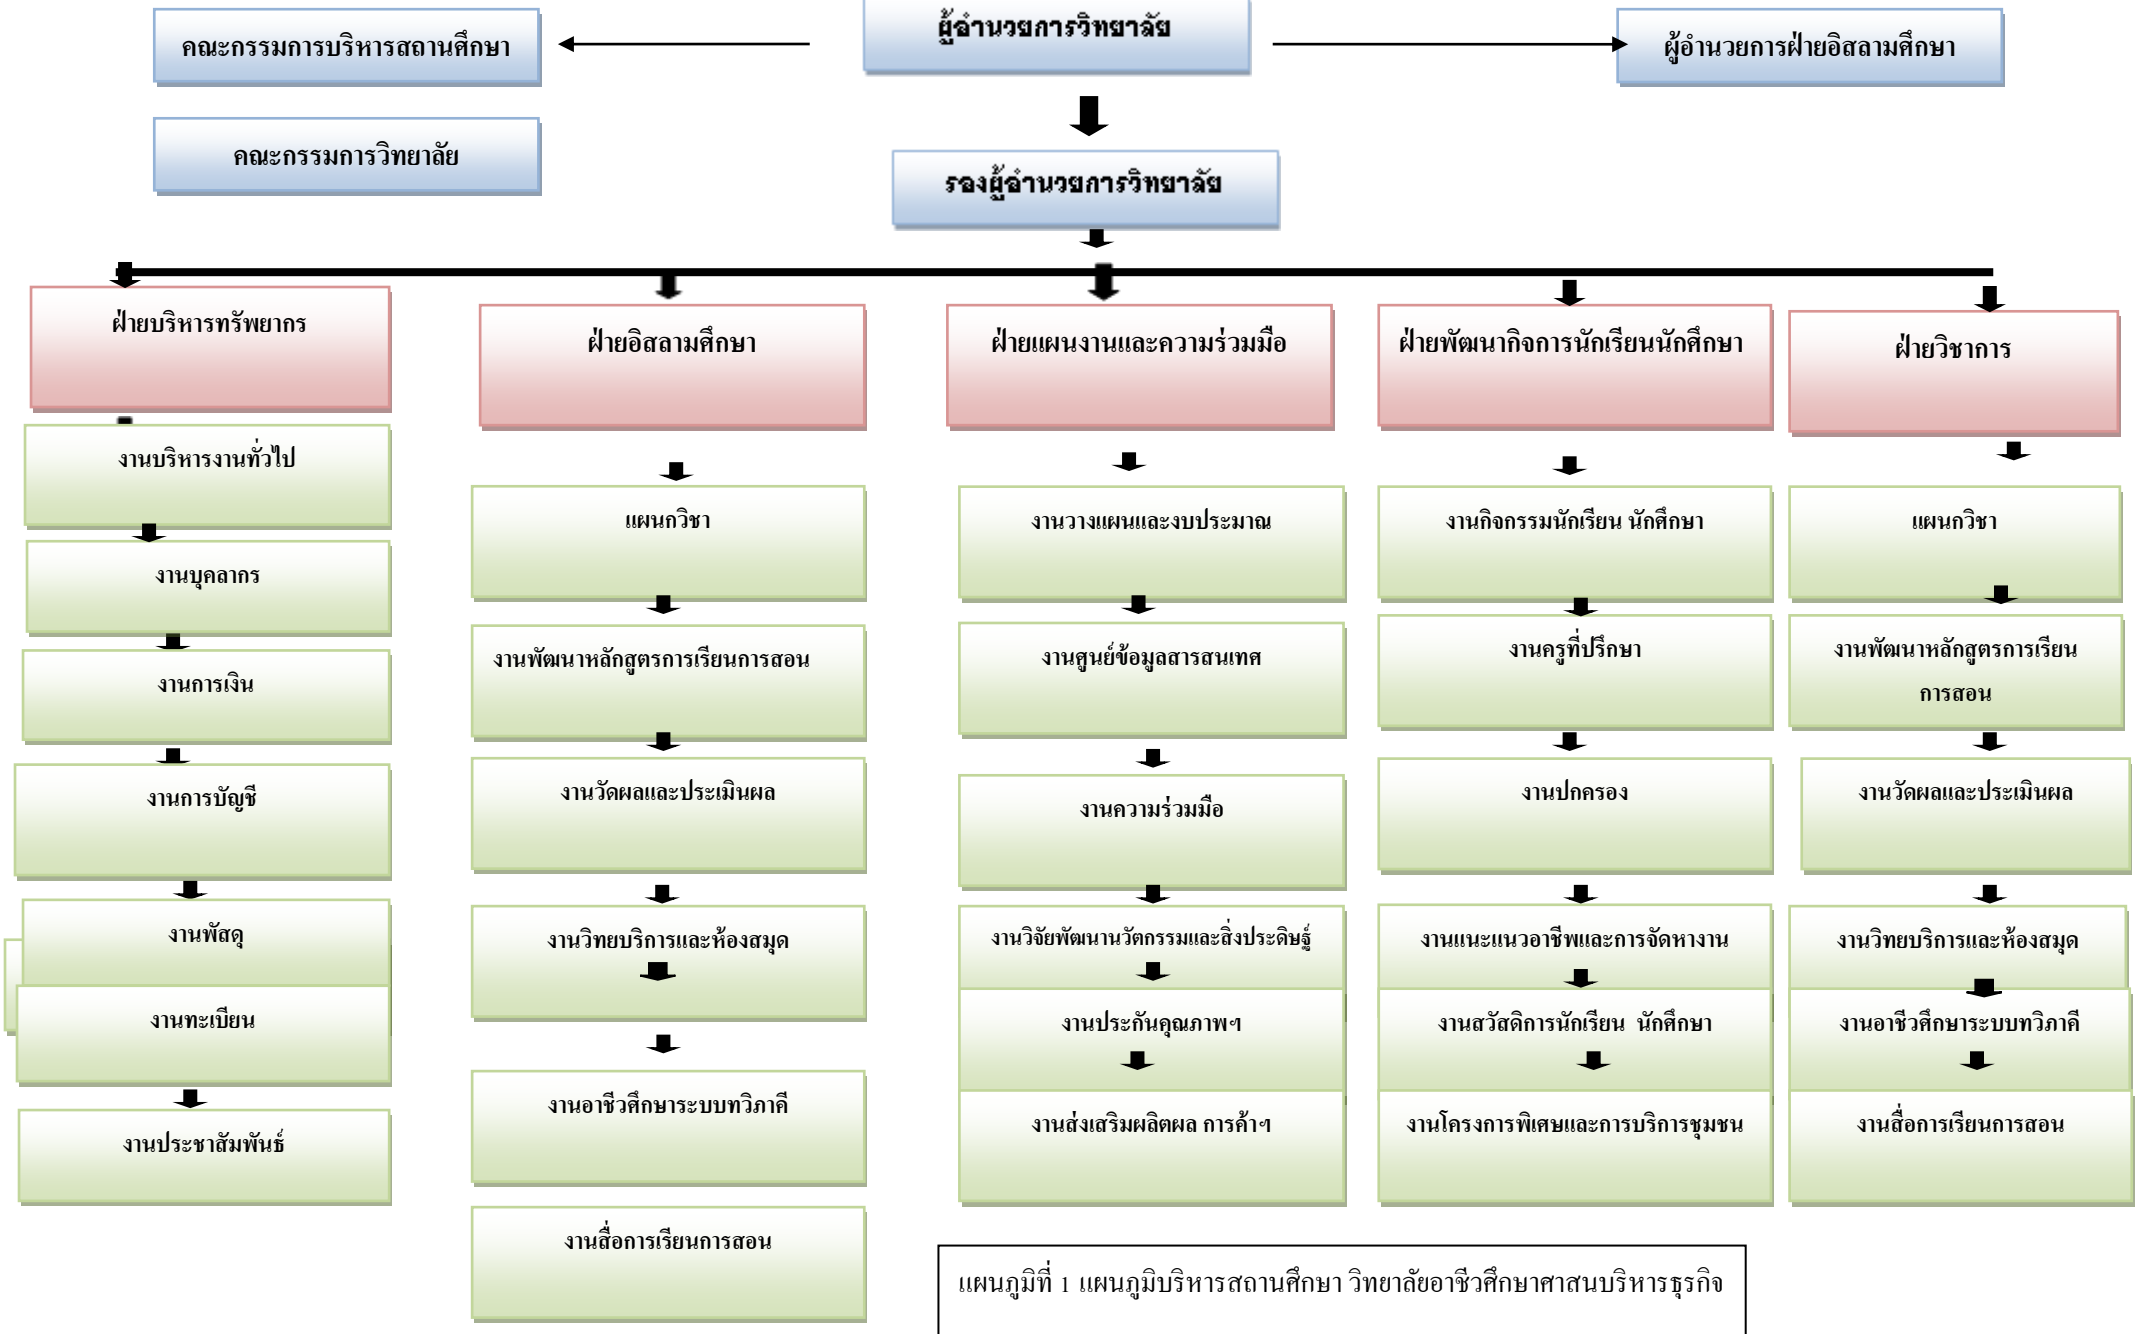 ผู้อำนวยการวิทยาลัย
คณะกรรมการบริหารสถานศึกษา
ผู้อำนวยการฝ่ายอิสลามศึกษา
คณะกรรมการวิทยาลัย
รองผู้อำนวยการวิทยาลัย
ฝ่ายบริหารทรัพยากร
งานบริหารงานทั่วไป
งานบุคลากร
งานการเงิน
งานการบัญชี
งานพัสดุ
งานทะเบียน
งานประชาสัมพันธ์
ฝ่ายอิสลามศึกษา
แผนกวิชา
งานพัฒนาหลักสูตรการเรียนการสอน
งานวัดผลและประเมินผล
งานวิทยบริการและห้องสมุด
งานอาชีวศึกษาระบบทวิภาคี
งานสื่อการเรียนการสอน
ฝ่ายแผนงานและความร่วมมือ
งานวางแผนและงบประมาณ
งานศูนย์ข้อมูลสารสนเทศ
งานความร่วมมือ
งานวิจัยพัฒนานวัตกรรมและสิ่งประดิษฐ์
งานประกันคุณภาพฯ
งานส่งเสริมผลิตผล การค้าฯ
ฝ่ายพัฒนากิจการนักเรียนนักศึกษา
งานกิจกรรมนักเรียน นักศึกษา
งานครูที่ปรึกษา
งานปกครอง
งานแนะแนวอาชีพและการจัดหางาน
งานสวัสดิการนักเรียน นักศึกษา
งานโครงการพิเศษและการบริการชุมชน
ฝ่ายวิชาการ
แผนกวิชา
งานพัฒนาหลักสูตรการเรียน
การสอน
งานวัดผลและประเมินผล
งานวิทยบริการและห้องสมุด
งานอาชีวศึกษาระบบทวิภาคี
งานสื่อการเรียนการสอน
แผนภูมิที่ 1 แผนภูมิบริหารสถานศึกษา วิทยาลัยอาชีวศึกษาศาสนบริหารธุรกิจ